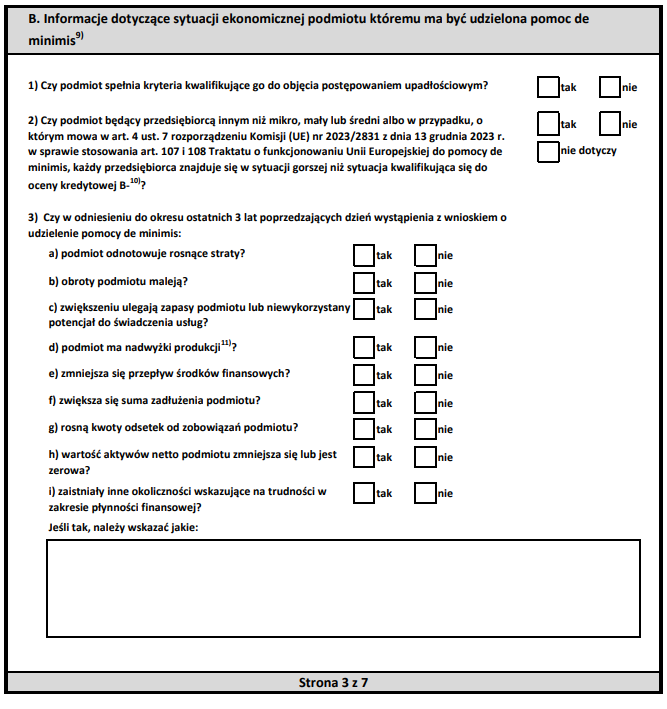 B. Informacje dotyczące sytuacji ekonomicznej podmiotu któremu ma być udzielona pomoc de
minimis9)
1) Czy podmiot spełnia kryteria kwalifikujące go do objęcia postępowaniem upadłościowym?
tak nie
2) Czy podmiot będący przedsiębiorcą innym niż mikro, mały lub średni albo w przypadku, o
którym mowa w art. 4 ust. 7 rozporządzeniu Komisji (UE) nr 2023/2831 z dnia 13 grudnia 2023 r.
w sprawie stosowania art. 107 i 108 Traktatu o funkcjonowaniu Unii Europejskiej do pomocy de
minimis, każdy przedsiębiorca znajduje się w sytuacji gorszej niż sytuacja kwalifikująca się do
oceny kredytowej B-10)?
tak nie
nie dotyczy
3) Czy w odniesieniu do okresu ostatnich 3 lat poprzedzających dzień wystąpienia z wnioskiem o
udzielenie pomocy de minimis:
a) podmiot odnotowuje rosnące straty?
tak nie
b) obroty podmiotu maleją?
tak nie
c) zwiększeniu ulegają zapasy podmiotu lub niewykorzystany
potencjał do świadczenia usług?
tak nie
d) podmiot ma nadwyżki produkcji11)?
tak nie
e) zmniejsza się przepływ środków finansowych?
tak nie
f) zwiększa się suma zadłużenia podmiotu?
tak nie
g) rosną kwoty odsetek od zobowiązań podmiotu?
tak nie
h) wartość aktywów netto podmiotu zmniejsza się lub jest
zerowa?
tak nie
i) zaistniały inne okoliczności wskazujące na trudności w
zakresie płynności finansowej?
tak nie
Jeśli tak, należy wskazać jakie:
Strona 3 z 7